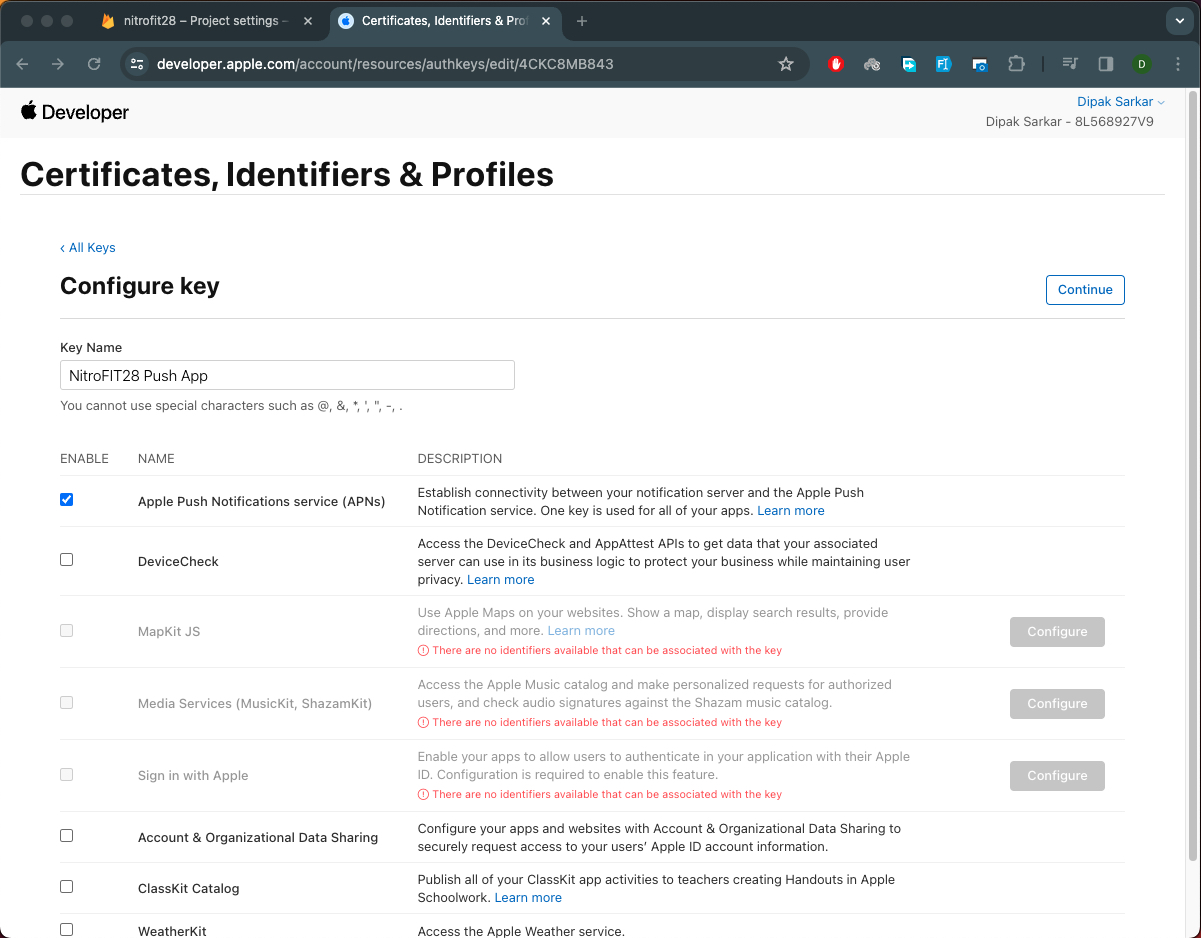 nitrofit28 – Project settings –
Certificates, Identifiers & Prof
developer.apple.com/account/resources/authkeys/edit/4CKC8MB843
D
Developer
Dipak Sarkar
Dipak Sarkar - 8L568927V9
Certificates, Identifiers & Profiles
‹ All Keys
Configure key
Continue
Key Name
NitroFIT28 Push App
You cannot use special characters such as @, &, *, ', ", -, .
ENABLE NAME DESCRIPTION
Apple Push Notifications service (APNs)
Establish connectivity between your notification server and the Apple Push
Notification service. One key is used for all of your apps. Learn more
DeviceCheck
Access the DeviceCheck and AppAttest APIs to get data that your associated
server can use in its business logic to protect your business while maintaining user
privacy. Learn more
MapKit JS
Use Apple Maps on your websites. Show a map, display search results, provide
directions, and more. Learn more
There are no identifiers available that can be associated with the key
Configure
Media Services (MusicKit, ShazamKit)
Access the Apple Music catalog and make personalized requests for authorized
users, and check audio signatures against the Shazam music catalog.
There are no identifiers available that can be associated with the key
Configure
Sign in with Apple
Enable your apps to allow users to authenticate in your application with their Apple
ID. Configuration is required to enable this feature.
There are no identifiers available that can be associated with the key
Configure
Account & Organizational Data Sharing
Configure your apps and websites with Account & Organizational Data Sharing to
securely request access to your users' Apple ID account information.
ClassKit Catalog
Publish all of your ClassKit app activities to teachers creating Handouts in Apple
Schoolwork. Learn more
WeatherKit
Access the Apple Weather service.